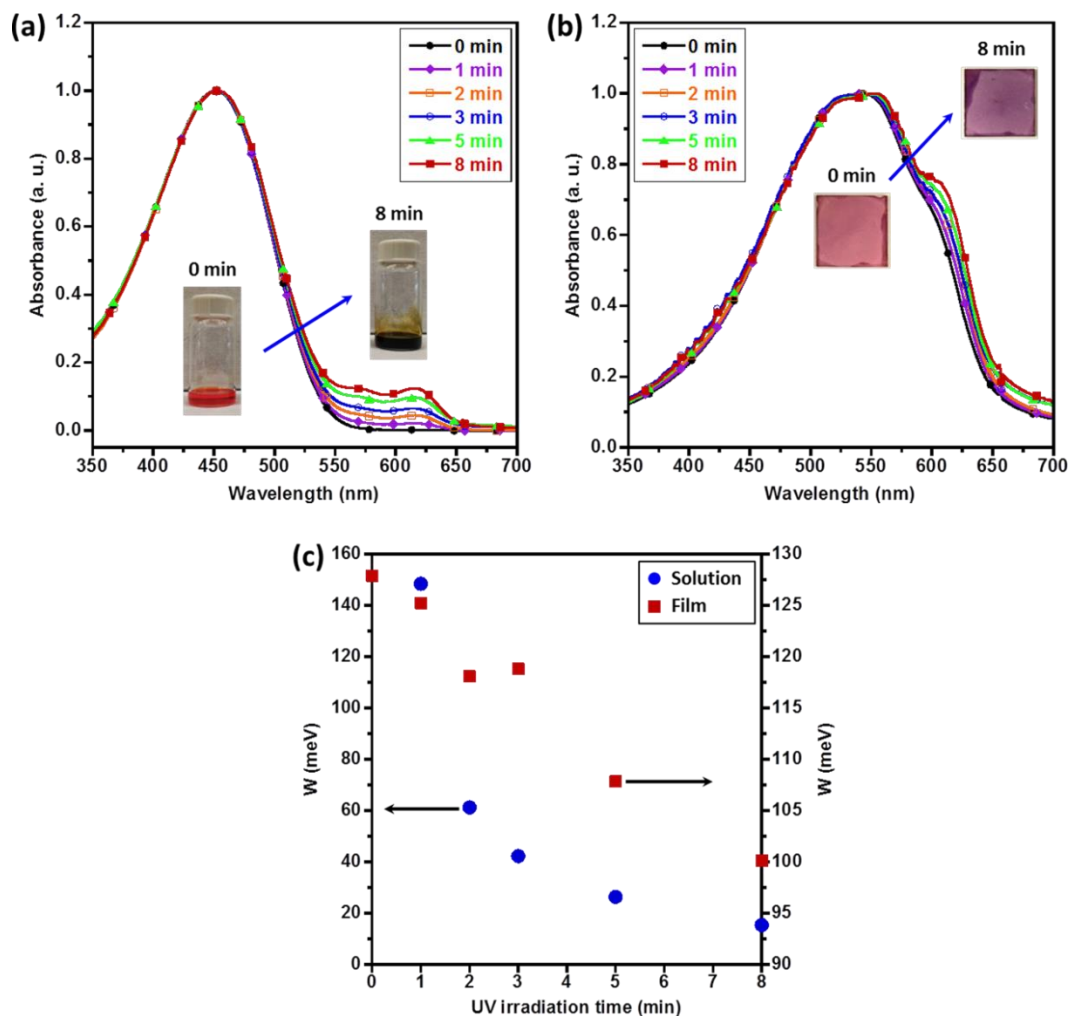 (a)
1.2
1.0
0.8
0.6
0.4
0.2
0.0
Absorbance (a. u.)
350 400 450 500 550 600 650 700
Wavelength (nm)
0 min
1 min
2 min
3 min
5 min
8 min
0 min
8 min
(b)
1.2
1.0
0.8
0.6
0.4
0.2
0.0
Absorbance (a. u.)
350 400 450 500 550 600 650 700
Wavelength (nm)
0 min
1 min
2 min
3 min
5 min
8 min
0 min
8 min
(c)
160
140
120
100
80
60
40
20
0
W (meV)
0 1 2 3 4 5 6 7 8
UV irradiation time (min)
130
125
120
115
110
105
100
95
90
W (meV)
Solution
Film